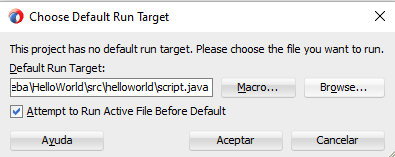 Choose Default Run Target
This project has no default run target. Please choose the file you want to run.
Default Run Target:
eba\HelloWorld\src\helloworld\script.java Macro... Browse...
Attempt to Run Active File Before Default
Ayuda Aceptar Cancelar